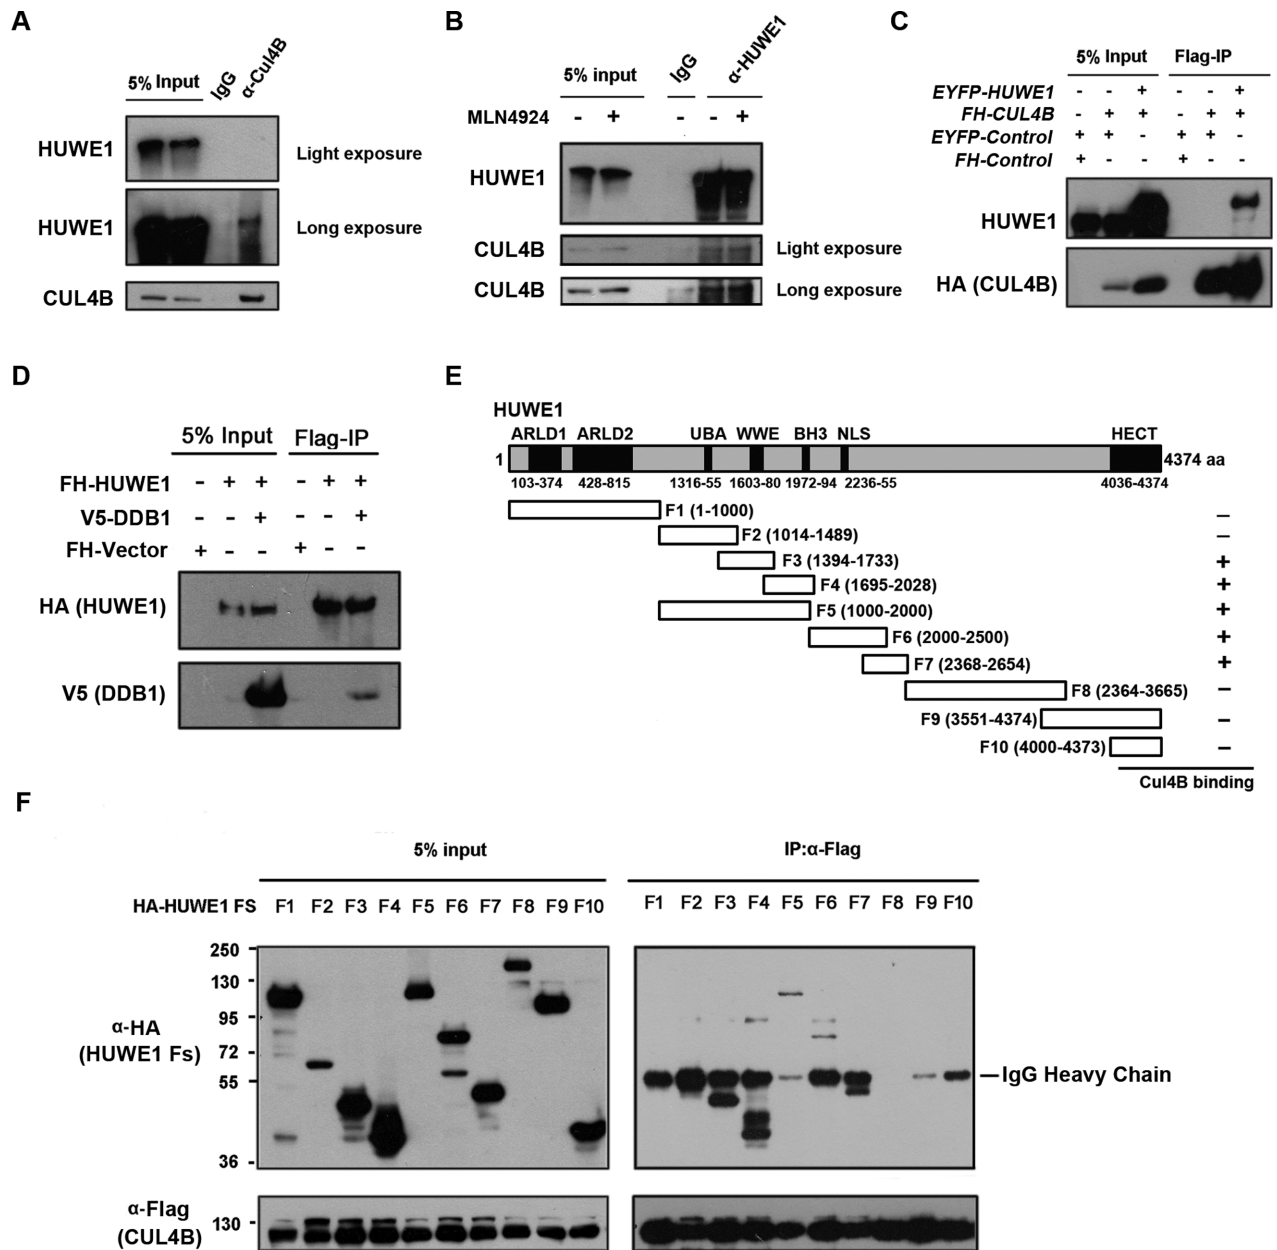 A
5% Input IgG α-Cul4B
HUWE1 Light exposure
HUWE1 Long exposure
CUL4B
B
5% input IgG α-HUWE1
MLN4924 - + - - +
HUWE1
CUL4B Light exposure
CUL4B Long exposure
C
5% Input Flag-IP
EYFP-HUWE1 - - + - - +
FH-CUL4B - + + - + +
EYFP-Control + + - + + -
FH-Control + - - + - -
HUWE1
HA (CUL4B)
D
5% Input Flag-IP
FH-HUWE1 - + + - + +
V5-DDB1 - - + - - +
FH-Vector + - - + - -
HA (HUWE1)
V5 (DDB1)
E
HUWE1
ARLD1 ARLD2 UBA WWE BH3 NLS HECT
1 4374 aa
103-374 428-815 1316-55 1603-80 1972-94 2236-55 4036-4374
F1 (1-1000) –
F2 (1014-1489) –
F3 (1394-1733) +
F4 (1695-2028) +
F5 (1000-2000) +
F6 (2000-2500) +
F7 (2368-2654) +
F8 (2364-3665) –
F9 (3551-4374) –
F10 (4000-4373) –
Cul4B binding
F
5% input IP:α-Flag
HA-HUWE1 FS F1 F2 F3 F4 F5 F6 F7 F8 F9 F10 F1 F2 F3 F4 F5 F6 F7 F8 F9 F10
250
130
95
α-HA
(HUWE1 Fs)
72
55
IgG Heavy Chain
36
α-Flag
(CUL4B)
130